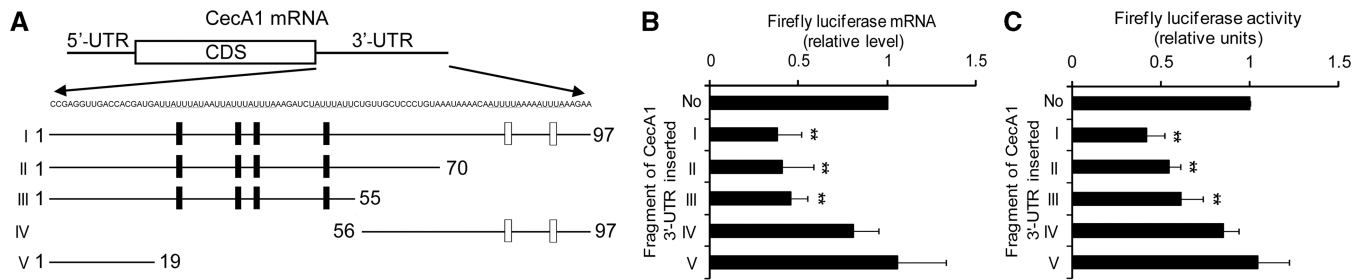 A
CecA1 mRNA
5'-UTR
CDS
3'-UTR
CCGAGGUUGACCACGAUGAUUAUUUAUAAUUAUUUAUUUAAAGAUCUAUUUAUUCUGUUGCUCCCUGUAAAUAAAACAAUUUUAAAAAUUUAAAGAA
I 1
97
II 1
70
III 1
55
IV
56
97
V 1
19
B
Firefly luciferase mRNA
(relative level)
0
0.5
1
1.5
Fragment of CecA1
3'-UTR inserted
No
I
**
II
**
III
**
IV
V
C
Firefly luciferase activity
(relative units)
0
0.5
1
1.5
Fragment of CecA1
3'-UTR inserted
No
I
**
II
**
III
**
IV
V